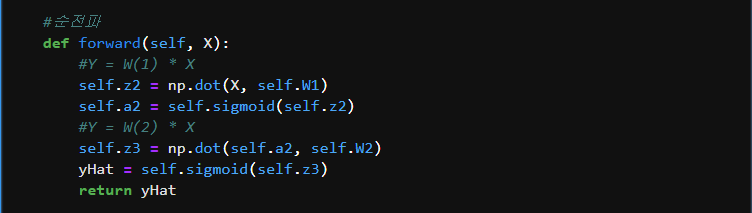 #순전파
def forward(self, X):
    #Y = W(1) * X
    self.z2 = np.dot(X, self.W1)
    self.a2 = self.sigmoid(self.z2)
    #Y = W(2) * X
    self.z3 = np.dot(self.a2, self.W2)
    yHat = self.sigmoid(self.z3)
    return yHat